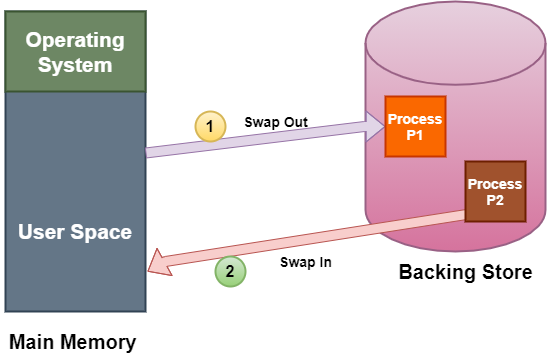 Operating
System
1
Swap Out
Process
P1
Process
P2
User Space
2
Swap In
Backing Store
Main Memory